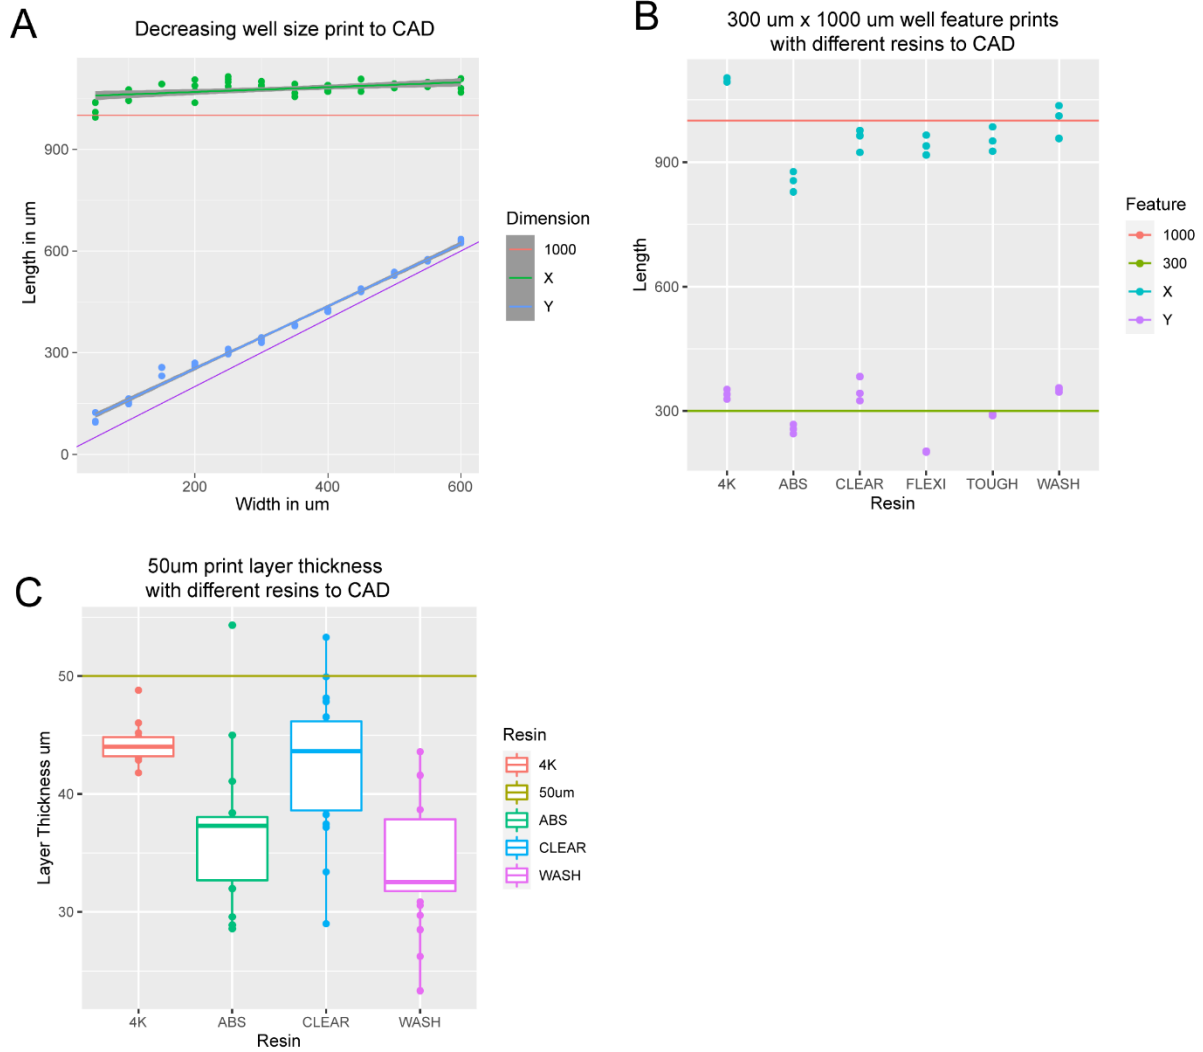 A
Decreasing well size print to CAD
Length in um
900
600
300
0
200
400
600
Width in um
Dimension
1000
X
Y
B
300 um x 1000 um well feature prints
with different resins to CAD
Length
900
600
300
4K
ABS
CLEAR
FLEXI
TOUGH
WASH
Resin
Feature
1000
300
X
Y
C
50um print layer thickness
with different resins to CAD
Layer Thickness um
50
40
30
4K
ABS
CLEAR
WASH
Resin
Resin
4K
50um
ABS
CLEAR
WASH